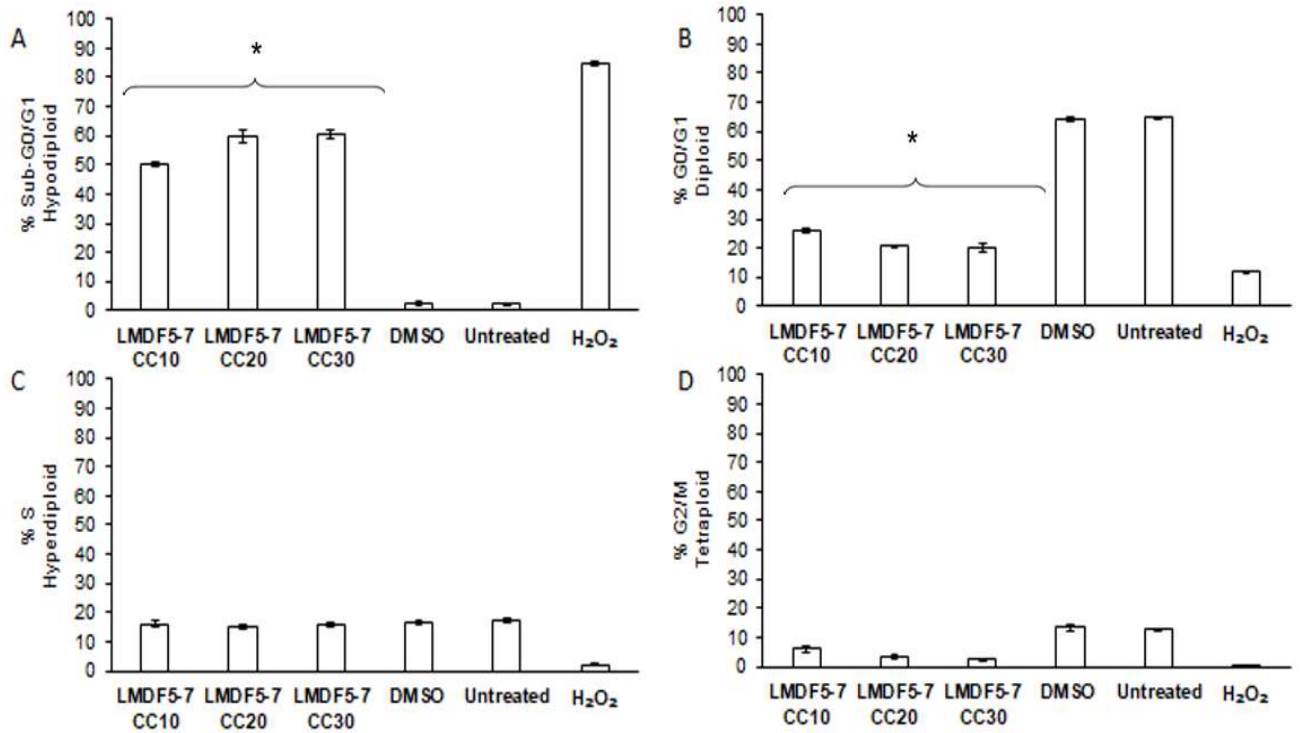 A
% Sub-G0/G1
Hypodiploid
100
90
80
70
60
50
40
30
20
10
0
*
LMDF5-7 LMDF5-7 LMDF5-7 DMSO Untreated H₂O₂
CC10 CC20 CC30
B
% G0/G1
Diploid
100
90
80
70
60
50
40
30
20
10
0
*
LMDF5-7 LMDF5-7 LMDF5-7 DMSO Untreated H₂O₂
CC10 CC20 CC30
C
% S
Hyperdiploid
100
90
80
70
60
50
40
30
20
10
0
LMDF5-7 LMDF5-7 LMDF5-7 DMSO Untreated H₂O₂
CC10 CC20 CC30
D
% G2/M
Tetraploid
100
90
80
70
60
50
40
30
20
10
0
LMDF5-7 LMDF5-7 LMDF5-7 DMSO Untreated H₂O₂
CC10 CC20 CC30